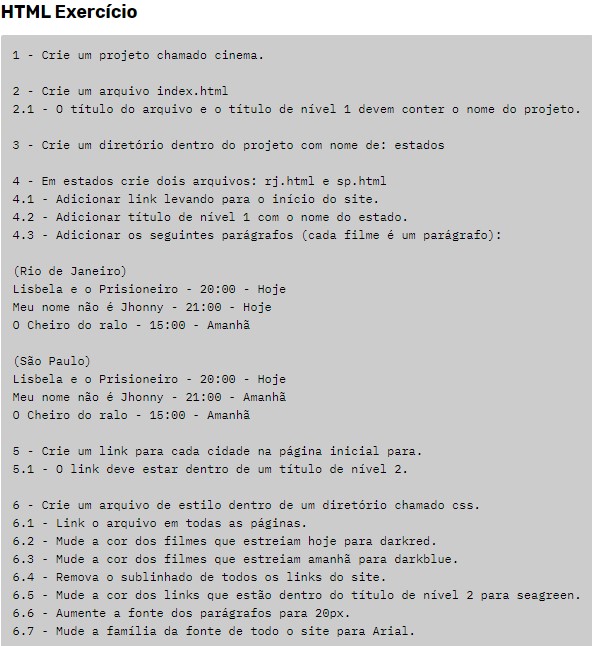 HTML Exercício
1 - Crie um projeto chamado cinema.
2 - Crie um arquivo index.html
2.1 - O título do arquivo e o título de nível 1 devem conter o nome do projeto.
3 - Crie um diretório dentro do projeto com nome de: estados
4 - Em estados crie dois arquivos: rj.html e sp.html
4.1 - Adicionar link levando para o início do site.
4.2 - Adicionar título de nível 1 com o nome do estado.
4.3 - Adicionar os seguintes parágrafos (cada filme é um parágrafo):
(Rio de Janeiro)
Lisbela e o Prisioneiro - 20:00 - Hoje
Meu nome não é Jhonny - 21:00 - Hoje
O Cheiro do ralo - 15:00 - Amanhã
(São Paulo)
Lisbela e o Prisioneiro - 20:00 - Hoje
Meu nome não é Jhonny - 21:00 - Amanhã
O Cheiro do ralo - 15:00 - Amanhã
5 - Crie um link para cada cidade na página inicial para.
5.1 - O link deve estar dentro de um título de nível 2.
6 - Crie um arquivo de estilo dentro de um diretório chamado css.
6.1 - Link o arquivo em todas as páginas.
6.2 - Mude a cor dos filmes que estreiam hoje para darkred.
6.3 - Mude a cor dos filmes que estreiam amanhã para darkblue.
6.4 - Remova o sublinhado de todos os links do site.
6.5 - Mude a cor dos links que estão dentro do título de nível 2 para seagreen.
6.6 - Aumente a fonte dos parágrafos para 20px.
6.7 - Mude a família da fonte de todo o site para Arial.